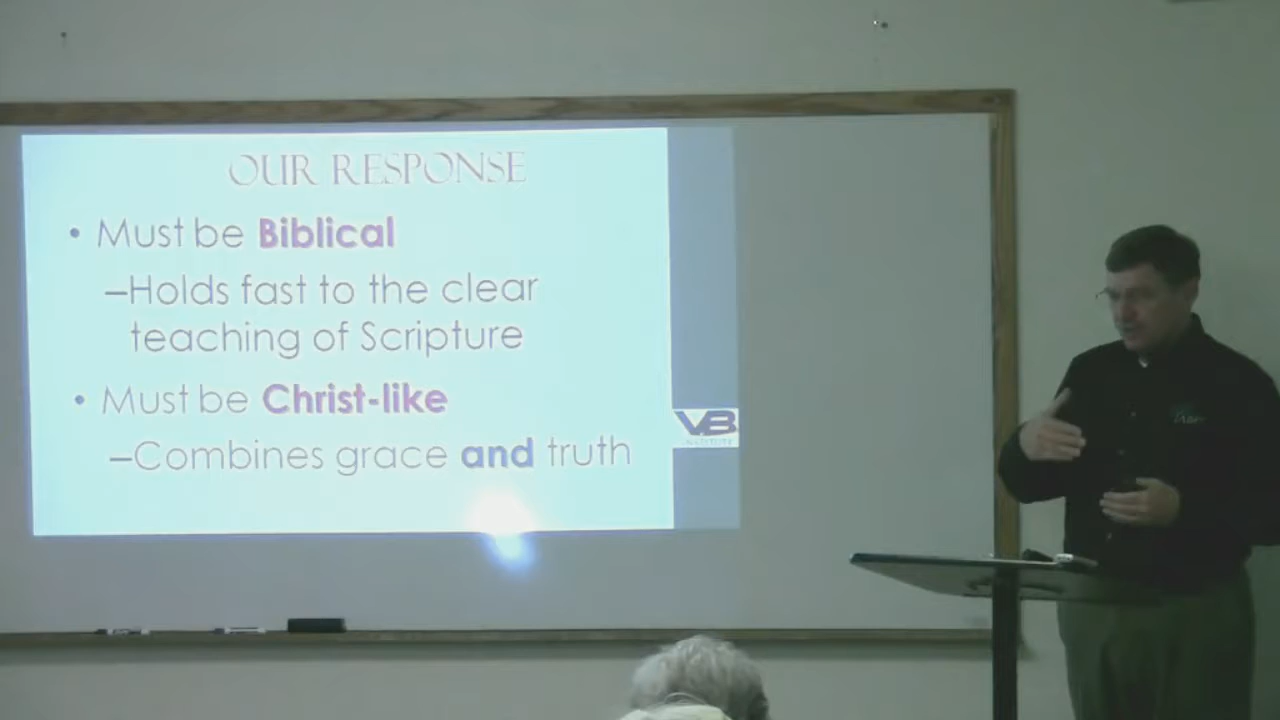 OUR RESPONSE
• Must be Biblical
–Holds fast to the clear
teaching of Scripture
• Must be Christ-like
–Combines grace and truth
VB
INSTITUTE